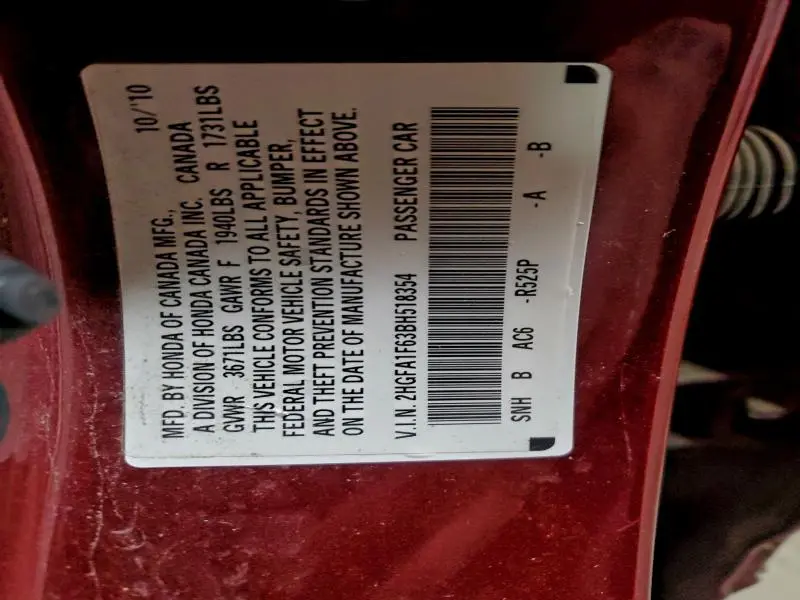 MFD. BY HONDA OF CANADA MFG., 10/'10
A DIVISION OF HONDA CANADA INC. CANADA
GVWR 3671LBS GAWR F 1940LBS R 1731LBS
THIS VEHICLE CONFORMS TO ALL APPLICABLE
FEDERAL MOTOR VEHICLE SAFETY, BUMPER,
AND THEFT PREVENTION STANDARDS IN EFFECT
ON THE DATE OF MANUFACTURE SHOWN ABOVE.
V.I.N. 2HGFA1F63BH518354 PASSENGER CAR
SNH B AC6 -R525P -A -B